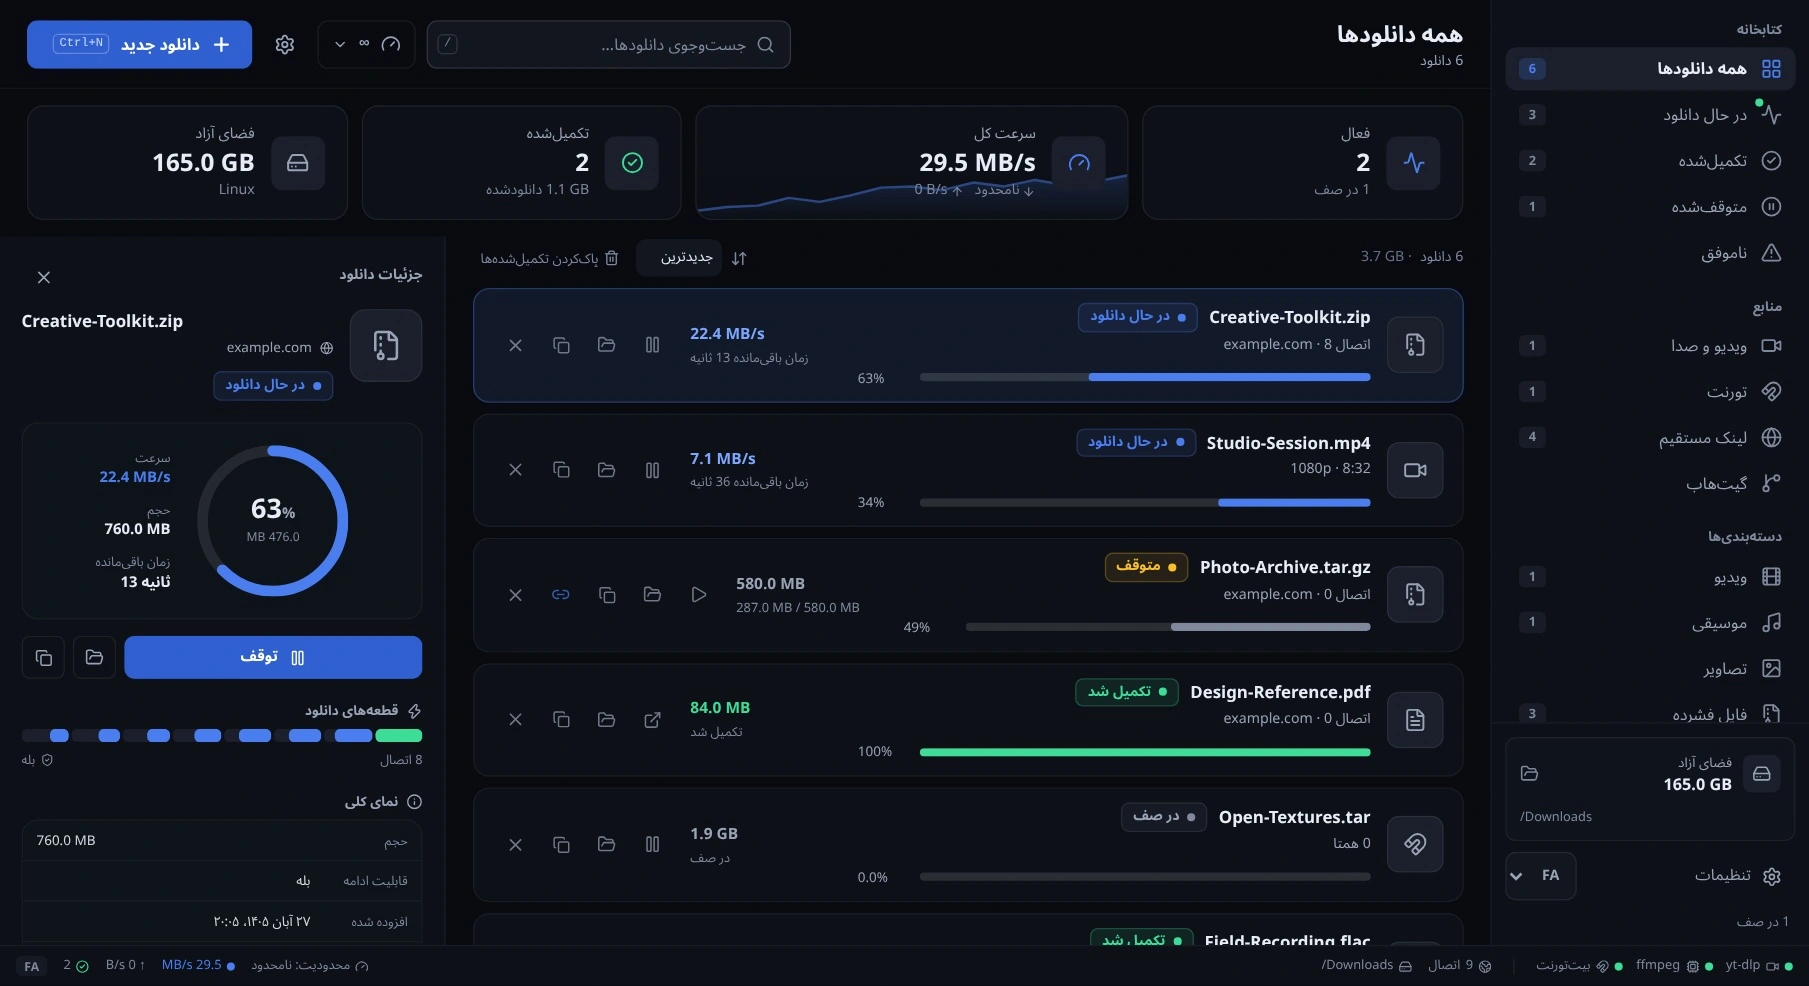 کتابخانه
همه دانلودها
6
در حال دانلود
3
تکمیل‌شده
2
متوقف‌شده
1
ناموفق
منابع
ویدیو و صدا
1
تورنت
1
لینک مستقیم
4
گیت‌هاب
دسته‌بندی‌ها
ویدیو
1
موسیقی
1
تصاویر
فایل فشرده
3
فضای آزاد
165.0 GB
/Downloads
تنظیمات
FA
1 در صف
همه دانلودها
6 دانلود
جست‌وجوی دانلودها...
/
∞
دانلود جدید
Ctrl+N
فعال
2
1 در صف
سرعت کل
29.5 MB/s
↓ نامحدود ↑ 0 B/s
تکمیل‌شده
2
1.1 GB دانلودشده
فضای آزاد
165.0 GB
Linux
6 دانلود · 3.7 GB
جدیدترین
پاک‌کردن تکمیل‌شده‌ها
Creative-Toolkit.zip
در حال دانلود
example.com · 8 اتصال
63%
22.4 MB/s
زمان باقی‌مانده 13 ثانیه
Studio-Session.mp4
در حال دانلود
1080p · 8:32
34%
7.1 MB/s
زمان باقی‌مانده 36 ثانیه
Photo-Archive.tar.gz
متوقف
example.com · 0 اتصال
49%
580.0 MB
287.0 MB / 580.0 MB
Design-Reference.pdf
تکمیل شد
example.com · 0 اتصال
100%
84.0 MB
تکمیل شد
Open-Textures.tar
در صف
0 همتا
0.0%
1.9 GB
در صف
Field-Recording.flac
تکمیل شد
جزئیات دانلود
Creative-Toolkit.zip
example.com
در حال دانلود
63%
MB 476.0
سرعت
22.4 MB/s
حجم
760.0 MB
زمان باقی‌مانده
13 ثانیه
توقف
قطعه‌های دانلود
8 اتصال
بله
نمای کلی
حجم
760.0 MB
قابلیت ادامه
بله
افزوده شده
۲۷ آبان ۱۴۰۵، ۲۰:۰۵
yt-dlp
ffmpeg
بیت‌تورنت
9 اتصال
/Downloads
محدودیت: نامحدود
MB/s 29.5
B/s 0 ↑
2
FA